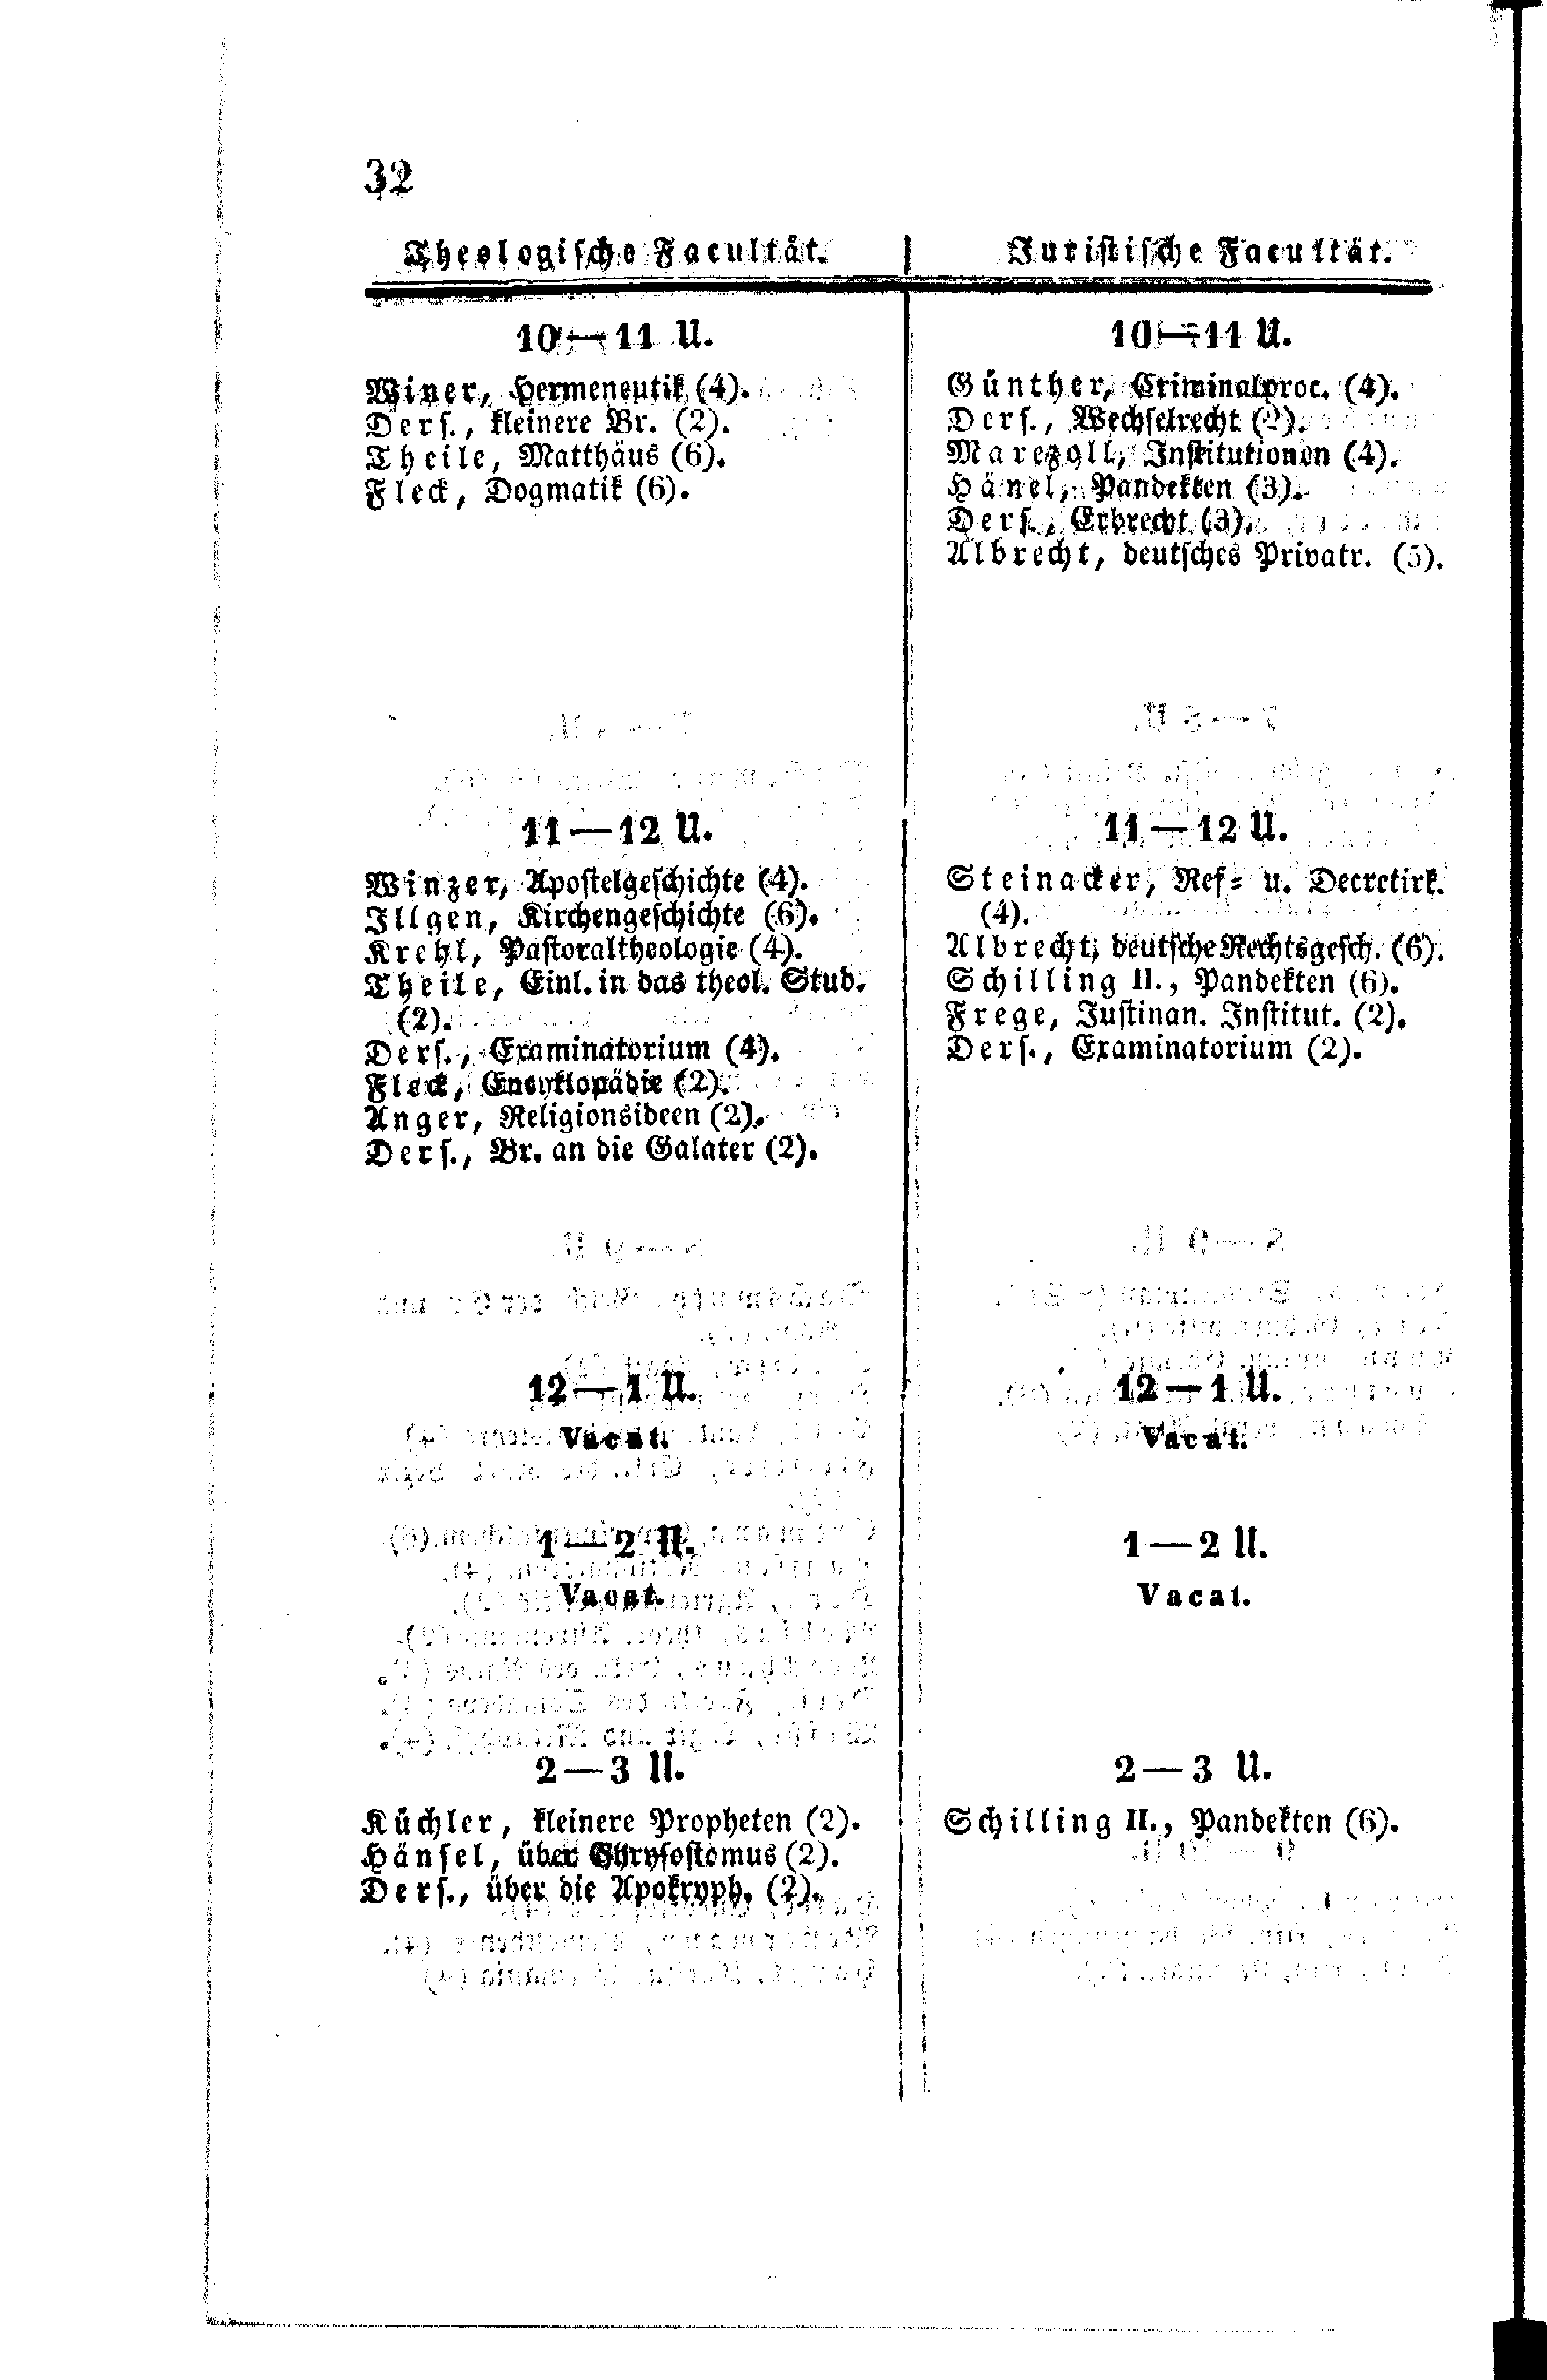 32
Theologische Facultät.
10—11 U.
Winer, Hermeneutik (4).
Ders., kleinere Br. (2).
Theile, Matthäus (6).
Fleck, Dogmatik (6).
11—12 U.
Winzer, Apostelgeschichte (4).
Illgen, Kirchengeschichte (6).
Krehl, Pastoraltheologie (4).
Theile, Einl. in das theol. Stud.
(2).
Ders., Examinatorium (4).
Fleck, Encyklopädie (2).
Anger, Religionsideen (2).
Ders., Br. an die Galater (2).
12—1 U.
Vacat.
1—2 U.
Vacat.
2—3 U.
Küchler, kleinere Propheten (2).
Hänsel, über Chrysostomus (2).
Ders., über die Apokryph. (2).
Juristische Facultät.
10—11 U.
Günther, Criminalproc. (4).
Ders., Wechselrecht (2).
Marezoll, Institutionen (4).
Hänel, Pandekten (3).
Ders., Erbrecht (3).
Albrecht, deutsches Privatr. (5).
11—12 U.
Steinacker, Ref= u. Decretirk.
(4).
Albrecht, deutsche Rechtsgesch. (6).
Schilling II., Pandekten (6).
Frege, Justinan. Institut. (2).
Ders., Examinatorium (2).
12—1 U.
Vacat.
1—2 U.
Vacat.
2—3 U.
Schilling II., Pandekten (6).